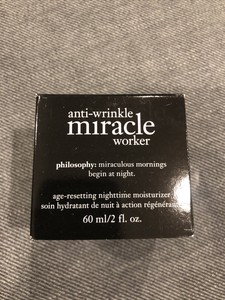 anti-wrinkle
miracle
worker
philosophy: miraculous mornings
begin at night.
age-resetting nighttime moisturizer
soin hydratant de nuit à action
60 ml/2 fl. oz.